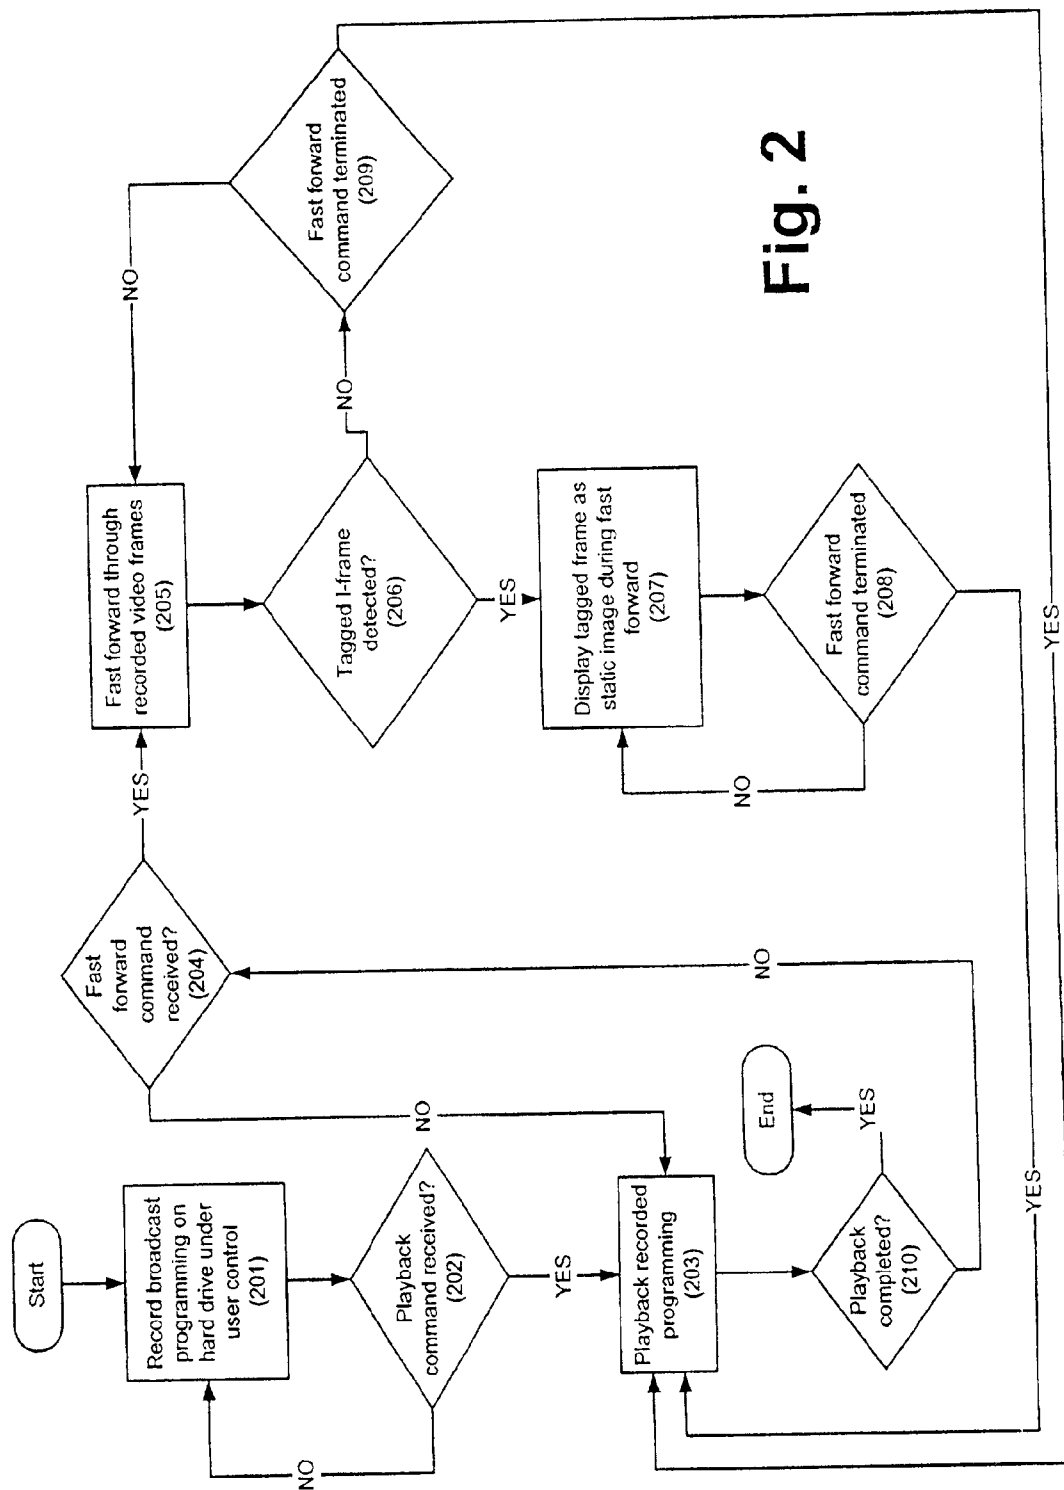 Start
Record broadcast
programming on
hard drive under
user control
(201)
NO
Playback
command received?
(202)
YES
Playback recorded
programming
(203)
Playback
completed?
(210)
YES
End
NO
Fast
forward
command
received?
(204)
NO
YES
Fast forward through
recorded video frames
(205)
Tagged I-frame
detected?
(206)
NO
YES
Display tagged frame as
static image during fast
forward
(207)
Fast forward
command terminated
(208)
NO
YES
Fast forward
command terminated
(209)
NO
YES
Fig. 2